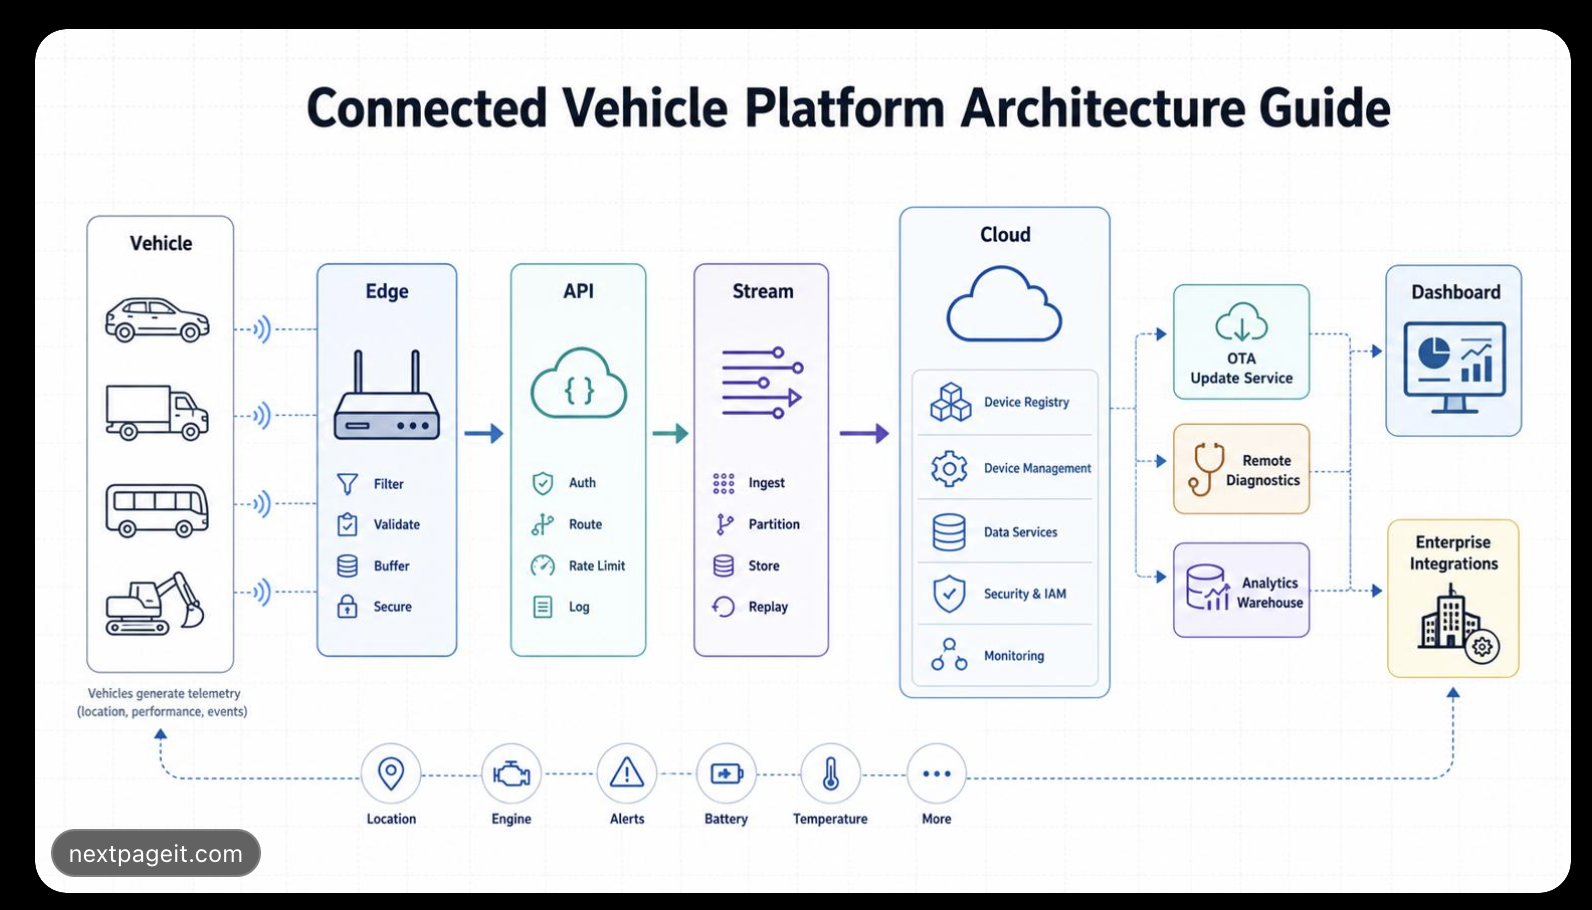 Connected Vehicle Platform Architecture Guide
Vehicle
Vehicles generate telemetry
(location, performance, events)
Edge
Filter
Validate
Buffer
Secure
API
{ }
Auth
Route
Rate Limit
Log
Stream
Ingest
Partition
Store
Replay
Cloud
Device Registry
Device Management
Data Services
Security & IAM
Monitoring
OTA
Update Service
Remote
Diagnostics
Analytics
Warehouse
Dashboard
Enterprise
Integrations
Location
Engine
Alerts
Battery
Temperature
More
nextpageit.com